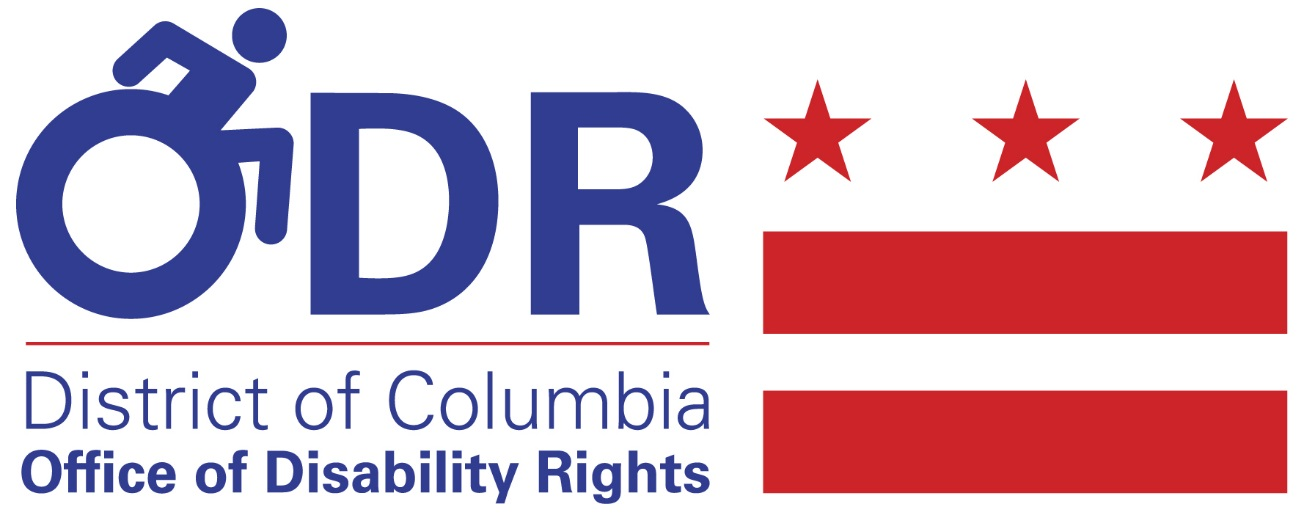 ODR
District of Columbia
Office of Disability Rights